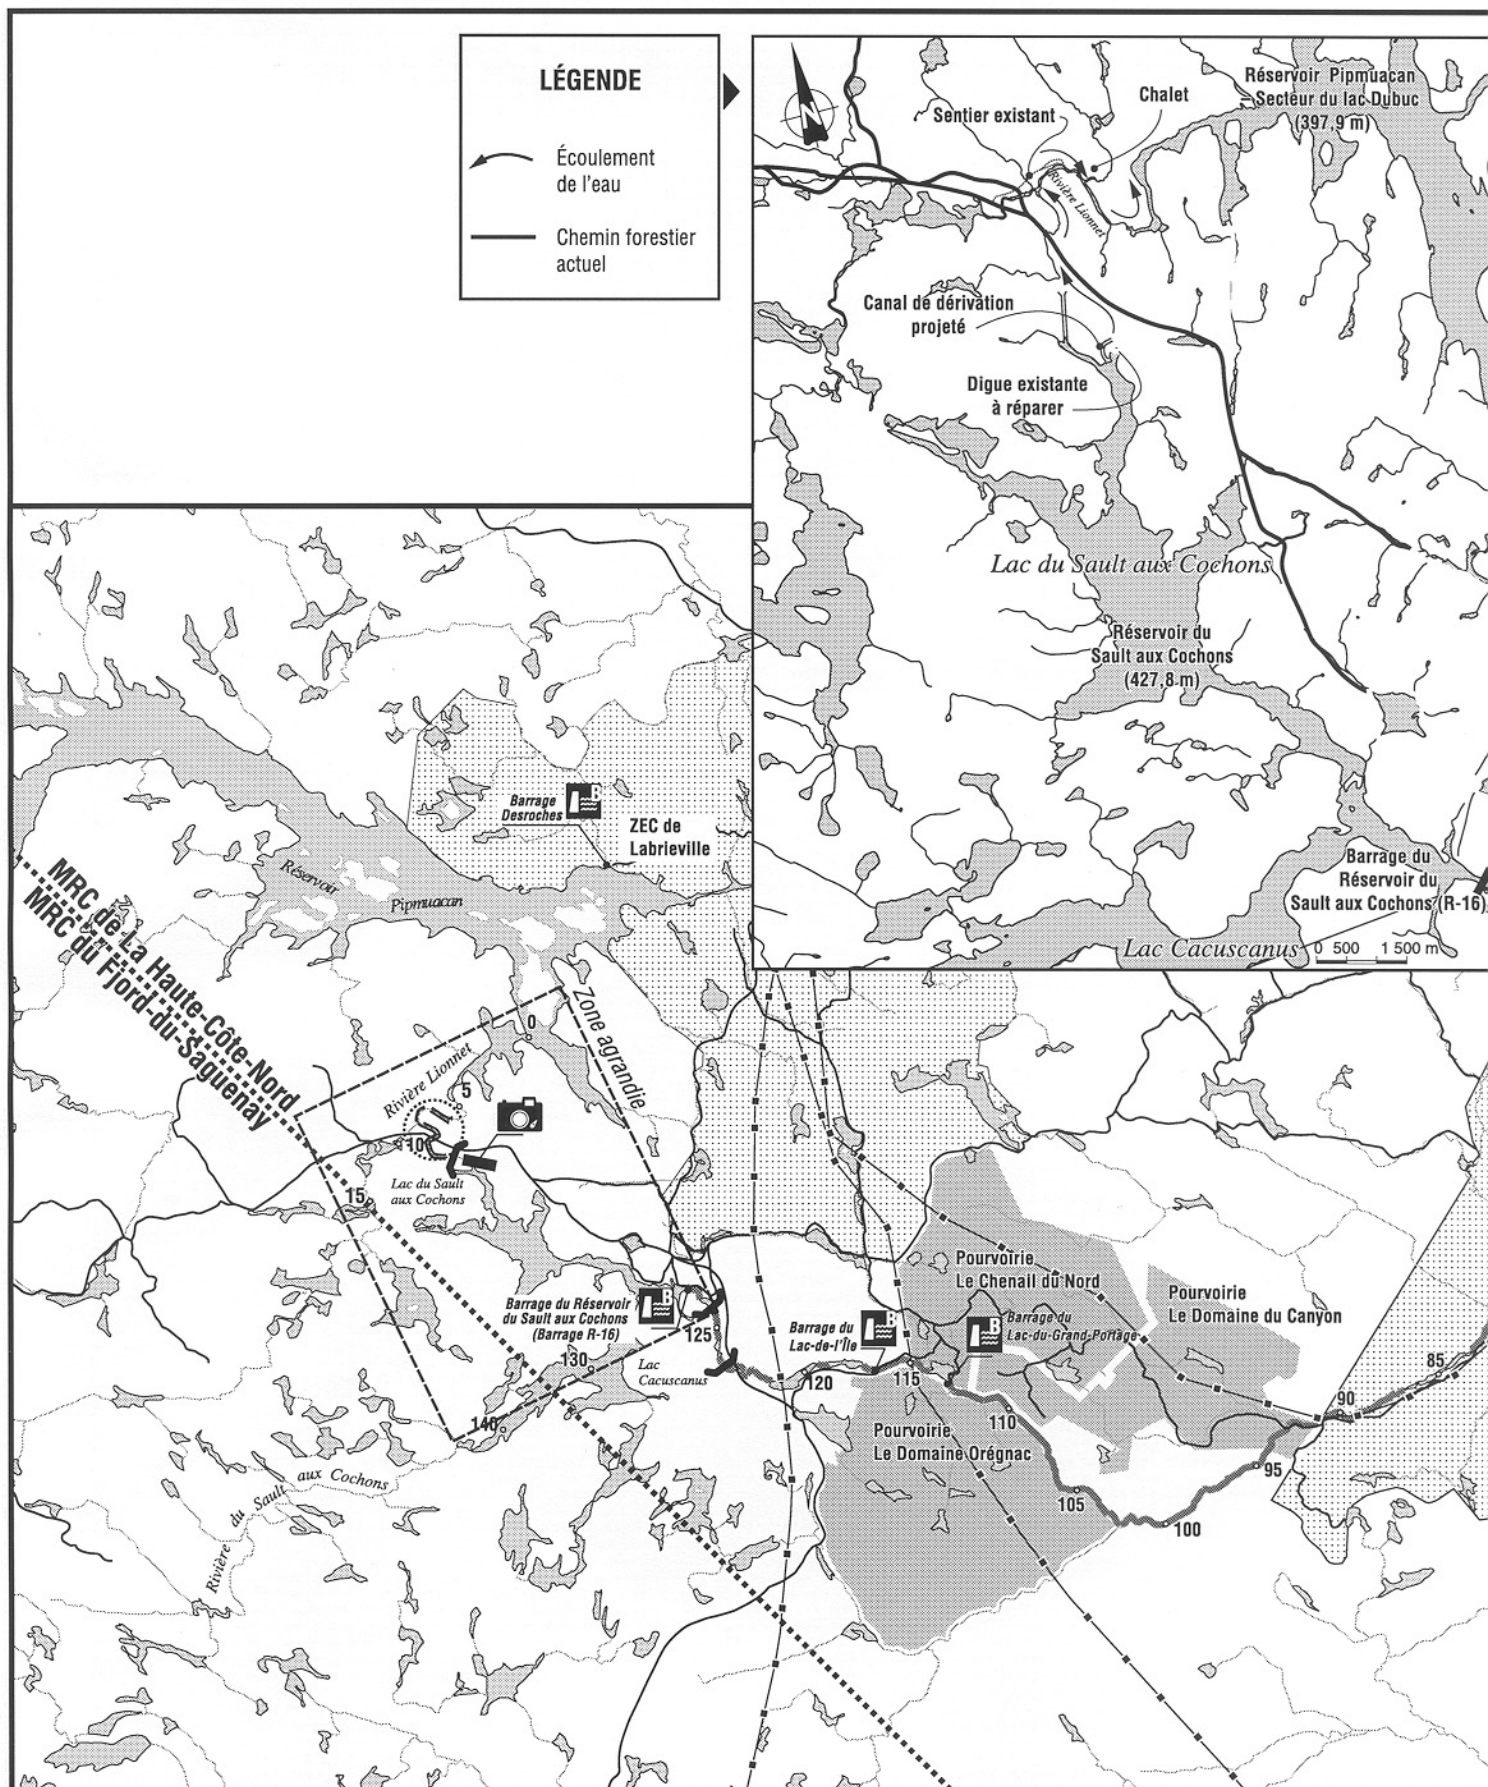 LÉGENDE
Écoulement
de l'eau
Chemin forestier
actuel
N
Sentier existant
Chalet
Réservoir Pipmuacan
Secteur du lac Dubuc
(397,9 m)
Rivière Lionnet
Canal de dérivation
projeté
Digue existante
à réparer
Lac du Sault aux Cochons
Réservoir du
Sault aux Cochons
(427,8 m)
Barrage du
Réservoir du
Sault aux Cochons (R-16)
Lac Cacuscanus
0 500 1 500 m
Barrage
Desroches
B
ZEC de
Labrieville
Réservoir
Pipmuacan
MRC de La Haute-Côte-Nord
MRC du Fjord-du-Saguenay
Zone agrandie
0
Rivière Lionnet
5
10
15
Lac du Sault
aux Cochons
Barrage du Réservoir
du Sault aux Cochons
(Barrage R-16)
B
125
130
Lac
Cacuscanus
140
Barrage du
Lac-de-l'Île
B
120
115
Pourvoirie
Le Chenail du Nord
Barrage du
Lac-du-Grand-Portage
B
Pourvoirie
Le Domaine du Canyon
85
90
110
Pourvoirie
Le Domaine Orégnac
95
105
100
Rivière
du Sault
aux Cochons